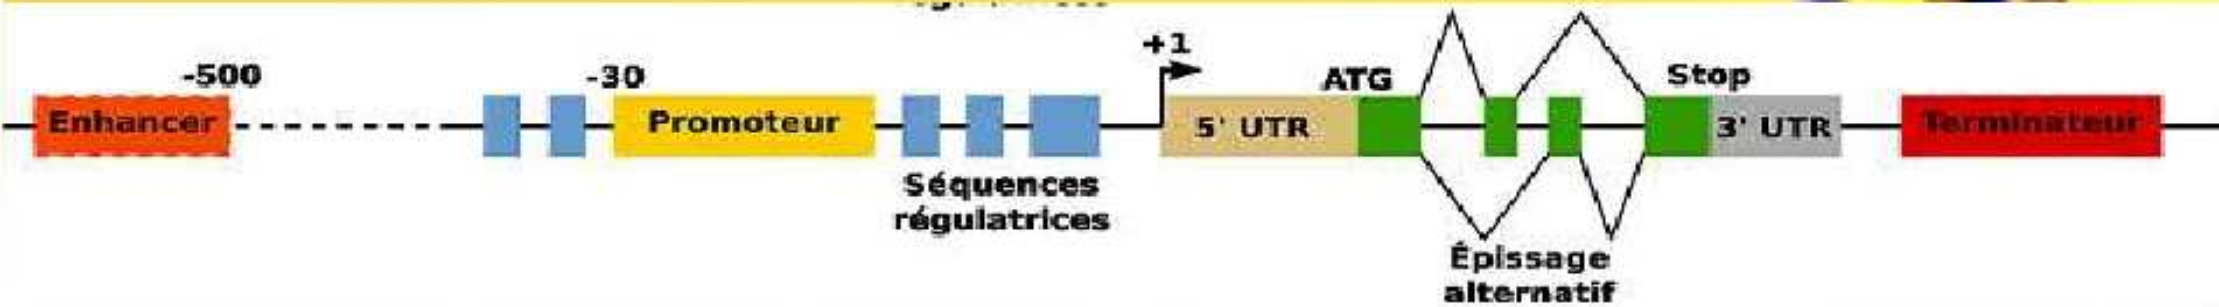 +1
-500
-30
ATG
Stop
Enhancer
Promoteur
5' UTR
3' UTR
Terminateur
Séquences
régulatrices
Épissage
alternatif